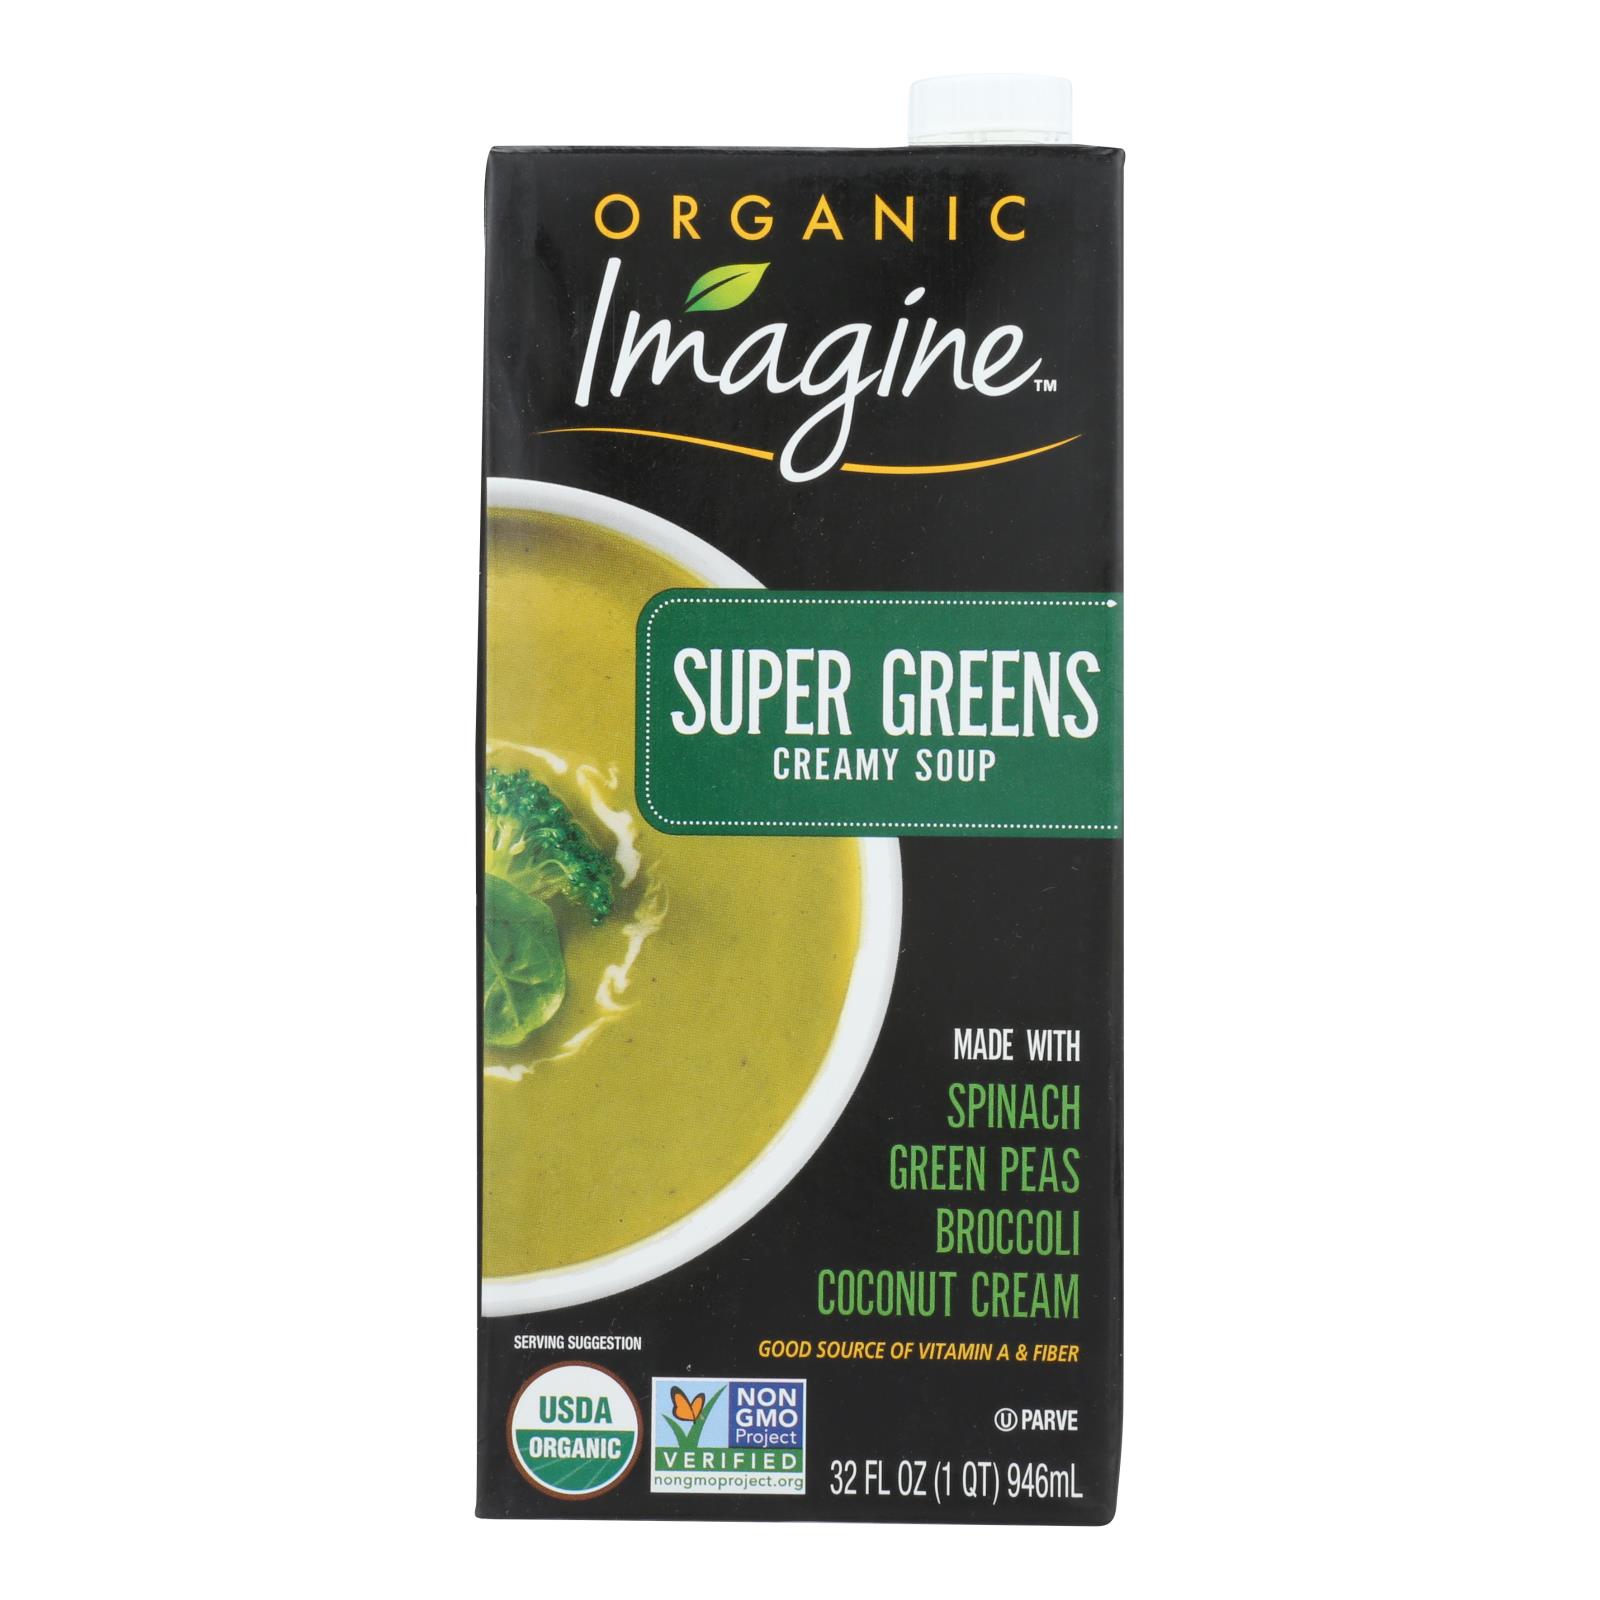 ORGANIC
Imagine™
SUPER GREENS
CREAMY SOUP
MADE WITH
SPINACH
GREEN PEAS
BROCCOLI
COCONUT CREAM
GOOD SOURCE OF VITAMIN A & FIBER
SERVING SUGGESTION
USDA
ORGANIC
NON
GMO
Project
VERIFIED
nongmoproject.org
Ⓤ PARVE
32 FL OZ (1 QT) 946mL